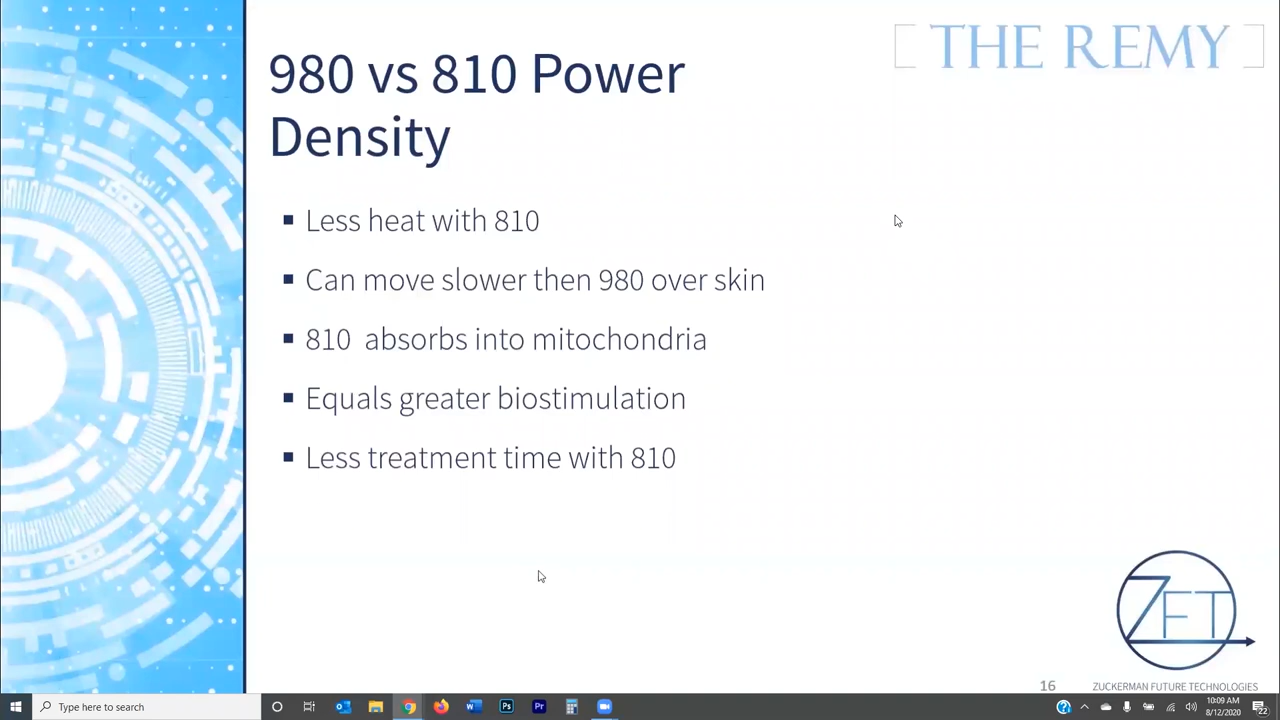 THE REMY
980 vs 810 Power
Density
Less heat with 810
Can move slower then 980 over skin
810 absorbs into mitochondria
Equals greater biostimulation
Less treatment time with 810
ZFT
16
ZUCKERMAN FUTURE TECHNOLOGIES
Type here to search
10:09 AM
8/12/2020
22